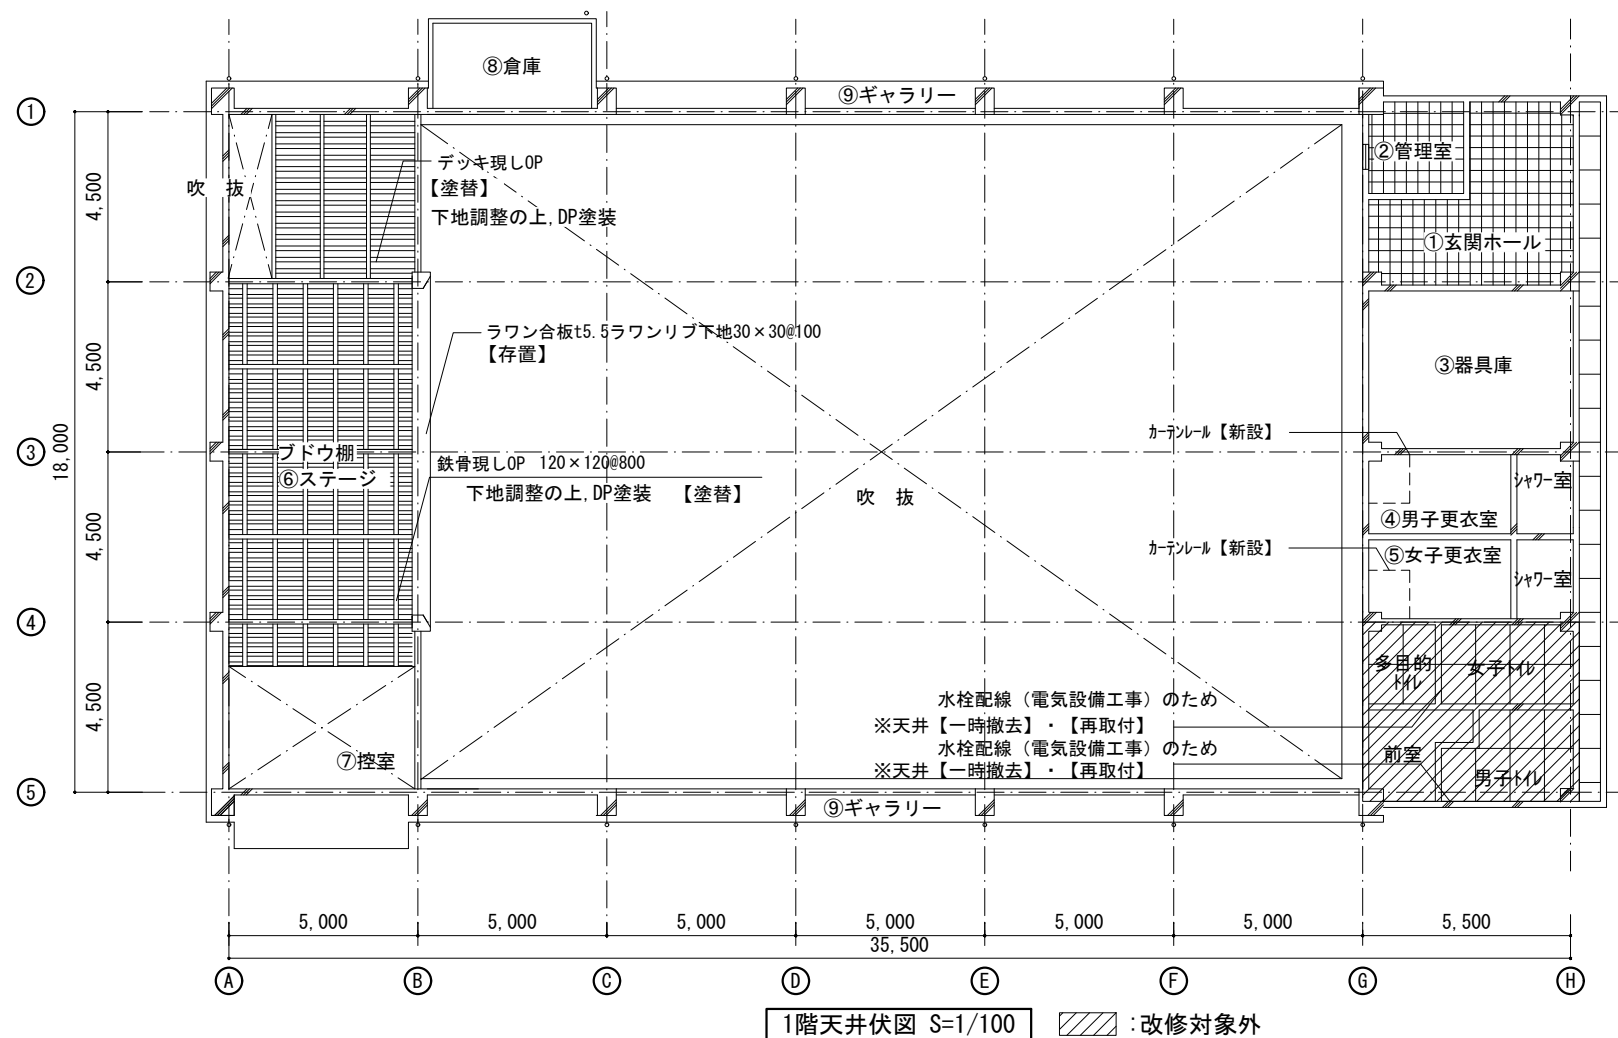 ⑧倉庫
⑨ギャラリー
①
②管理室
デッキ現しOP
【塗替】
下地調整の上,DP塗装
吹 抜
4,500
①玄関ホール
②
ラワン合板t5.5ラワンリブ下地30×30@100
【存置】
4,500
③器具庫
カーテンレール【新設】
③
18,000
ブドウ棚
⑥ステージ
鉄骨現しOP 120×120@800
下地調整の上,DP塗装 【塗替】
吹 抜
シャワー室
④男子更衣室
4,500
カーテンレール【新設】
⑤女子更衣室
シャワー室
④
多目的
トイレ
女子トイレ
4,500
水栓配線（電気設備工事）のため
※天井【一時撤去】・【再取付】
水栓配線（電気設備工事）のため
※天井【一時撤去】・【再取付】
前室
男子トイレ
⑦控室
⑤
⑨ギャラリー
5,000 5,000 5,000 5,000 5,000 5,000 5,500
35,500
Ⓐ Ⓑ Ⓒ Ⓓ Ⓔ Ⓕ Ⓖ Ⓗ
1階天井伏図 S=1/100
：改修対象外